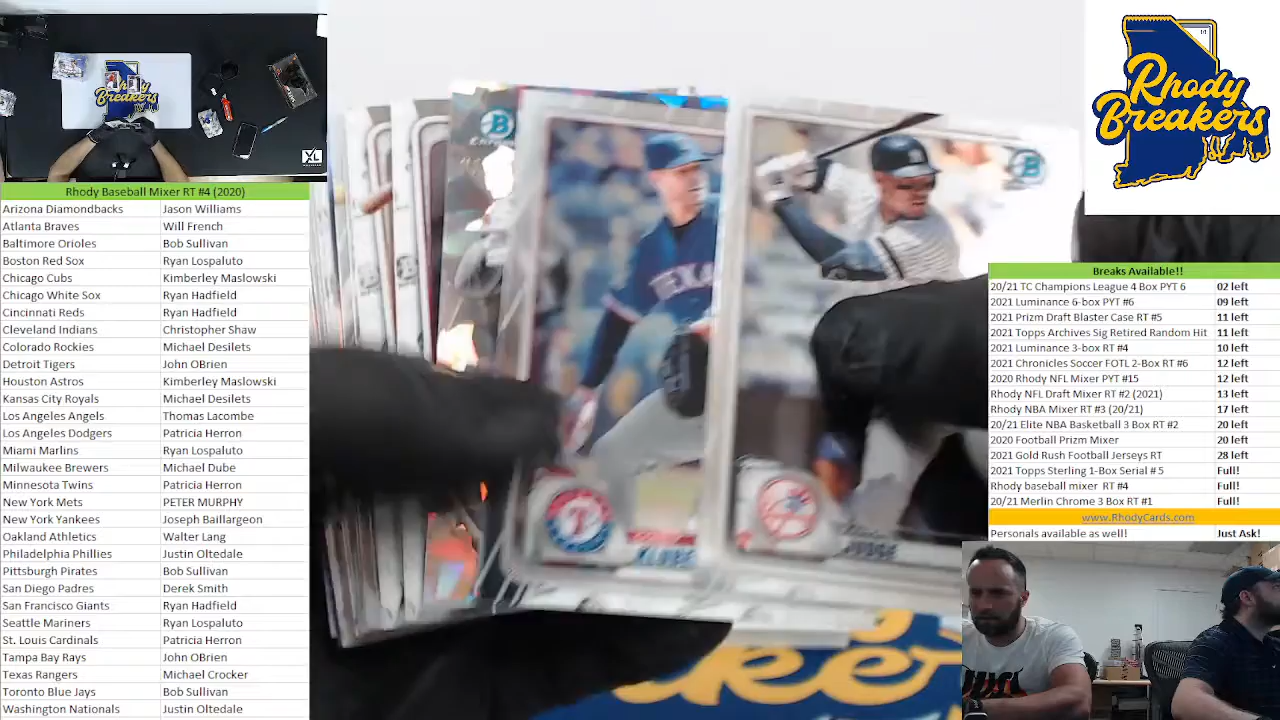 Rhody Baseball Mixer RT #4 (2020)
Arizona Diamondbacks Jason Williams
Atlanta Braves Will French
Baltimore Orioles Bob Sullivan
Boston Red Sox Ryan Lospaluto
Chicago Cubs Kimberley Maslowski
Chicago White Sox Ryan Hadfield
Cincinnati Reds Ryan Hadfield
Cleveland Indians Christopher Shaw
Colorado Rockies Michael Desilets
Detroit Tigers John OBrien
Houston Astros Kimberley Maslowski
Kansas City Royals Michael Desilets
Los Angeles Angels Thomas Lacombe
Los Angeles Dodgers Patricia Herron
Miami Marlins Ryan Lospaluto
Milwaukee Brewers Michael Dube
Minnesota Twins Patricia Herron
New York Mets PETER MURPHY
New York Yankees Joseph Baillargeon
Oakland Athletics Walter Lang
Philadelphia Phillies Justin Oltedale
Pittsburgh Pirates Bob Sullivan
San Diego Padres Derek Smith
San Francisco Giants Ryan Hadfield
Seattle Mariners Ryan Lospaluto
St. Louis Cardinals Patricia Herron
Tampa Bay Rays John OBrien
Texas Rangers Michael Crocker
Toronto Blue Jays Bob Sullivan
Washington Nationals Justin Oltedale
Rhody
Breakers
XL
B
TEXA
T
KLUBER
B
JUDGE
Rhody
Breakers
Breaks Available!!
20/21 TC Champions League 4 Box PYT 6 02 left
2021 Luminance 6-box PYT #6 09 left
2021 Prizm Draft Blaster Case RT #5 11 left
2021 Topps Archives Sig Retired Random Hit 11 left
2021 Luminance 3-box RT #4 10 left
2021 Chronicles Soccer FOTL 2-Box RT #6 12 left
2020 Rhody NFL Mixer PYT #15 12 left
Rhody NFL Draft Mixer RT #2 (2021) 13 left
Rhody NBA Mixer RT #3 (20/21) 17 left
20/21 Elite NBA Basketball 3 Box RT #2 20 left
2020 Football Prizm Mixer 20 left
2021 Gold Rush Football Jerseys RT 28 left
2021 Topps Sterling 1-Box Serial # 5 Full!
Rhody baseball mixer RT #4 Full!
20/21 Merlin Chrome 3 Box RT #1 Full!
www.RhodyCards.com
Personals available as well! Just Ask!